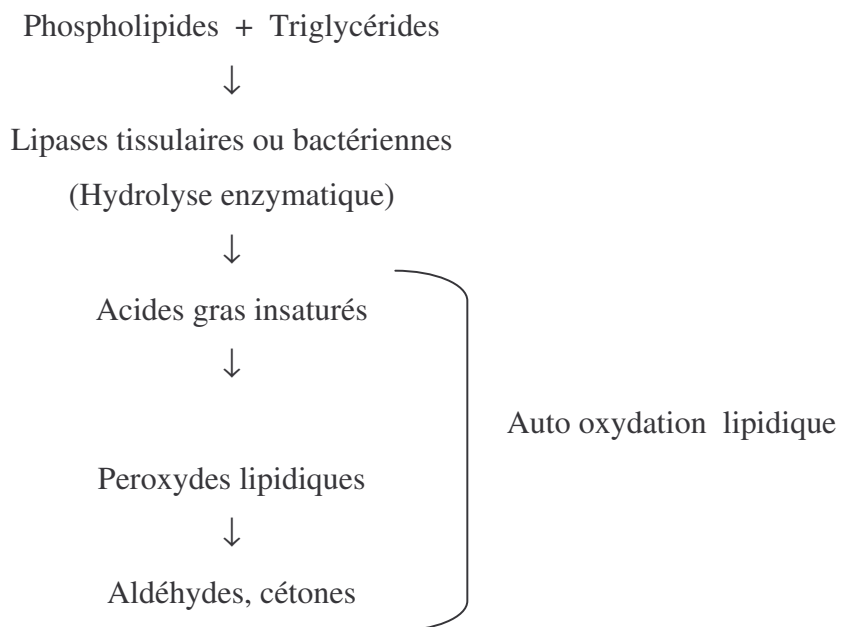 Phospholipides + Triglycérides
↓
Lipases tissulaires ou bactériennes
(Hydrolyse enzymatique)
↓
Acides gras insaturés
↓
Auto oxydation lipidique
Peroxydes lipidiques
↓
Aldéhydes, cétones